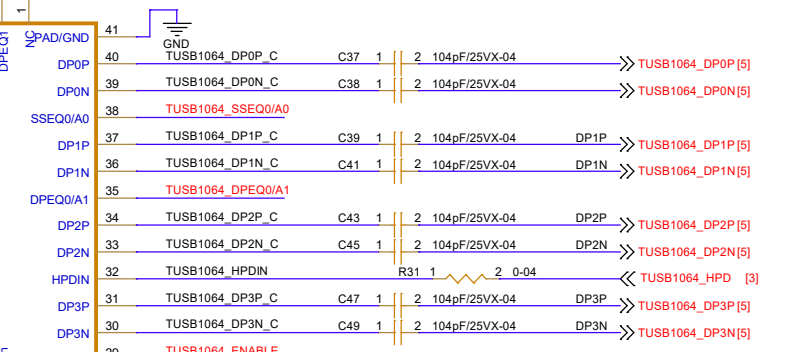 1
DPEQ1
NC
PAD/GND 41
GND
DP0P 40 TUSB1064_DP0P_C C37 1 2 104pF/25VX-04 TUSB1064_DP0P[5]
DP0N 39 TUSB1064_DP0N_C C38 1 2 104pF/25VX-04 TUSB1064_DP0N[5]
SSEQ0/A0 38 TUSB1064_SSEQ0/A0
DP1P 37 TUSB1064_DP1P_C C39 1 2 104pF/25VX-04 DP1P TUSB1064_DP1P[5]
DP1N 36 TUSB1064_DP1N_C C41 1 2 104pF/25VX-04 DP1N TUSB1064_DP1N[5]
DPEQ0/A1 35 TUSB1064_DPEQ0/A1
DP2P 34 TUSB1064_DP2P_C C43 1 2 104pF/25VX-04 DP2P TUSB1064_DP2P[5]
DP2N 33 TUSB1064_DP2N_C C45 1 2 104pF/25VX-04 DP2N TUSB1064_DP2N[5]
HPDIN 32 TUSB1064_HPDIN R31 1 2 0-04 TUSB1064_HPD [3]
DP3P 31 TUSB1064_DP3P_C C47 1 2 104pF/25VX-04 DP3P TUSB1064_DP3P[5]
DP3N 30 TUSB1064_DP3N_C C49 1 2 104pF/25VX-04 DP3N TUSB1064_DP3N[5]
29 TUSB1064_ENABLE